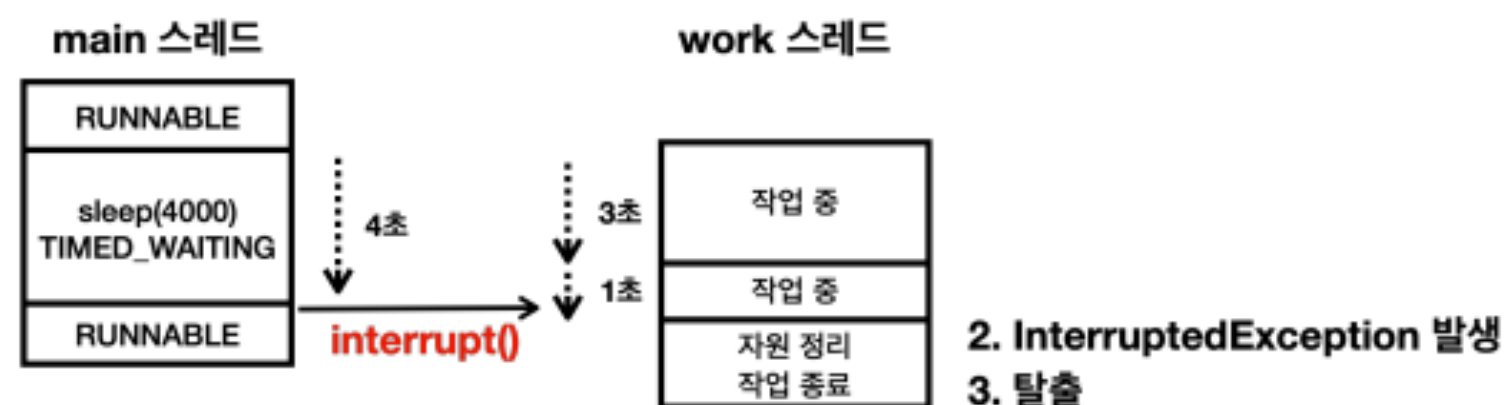 main 스레드
work 스레드
RUNNABLE
sleep(4000)
TIMED_WAITING
4초
RUNNABLE
interrupt()
3초
1초
작업 중
작업 중
자원 정리
작업 종료
2. InterruptedException 발생
3. 탈출